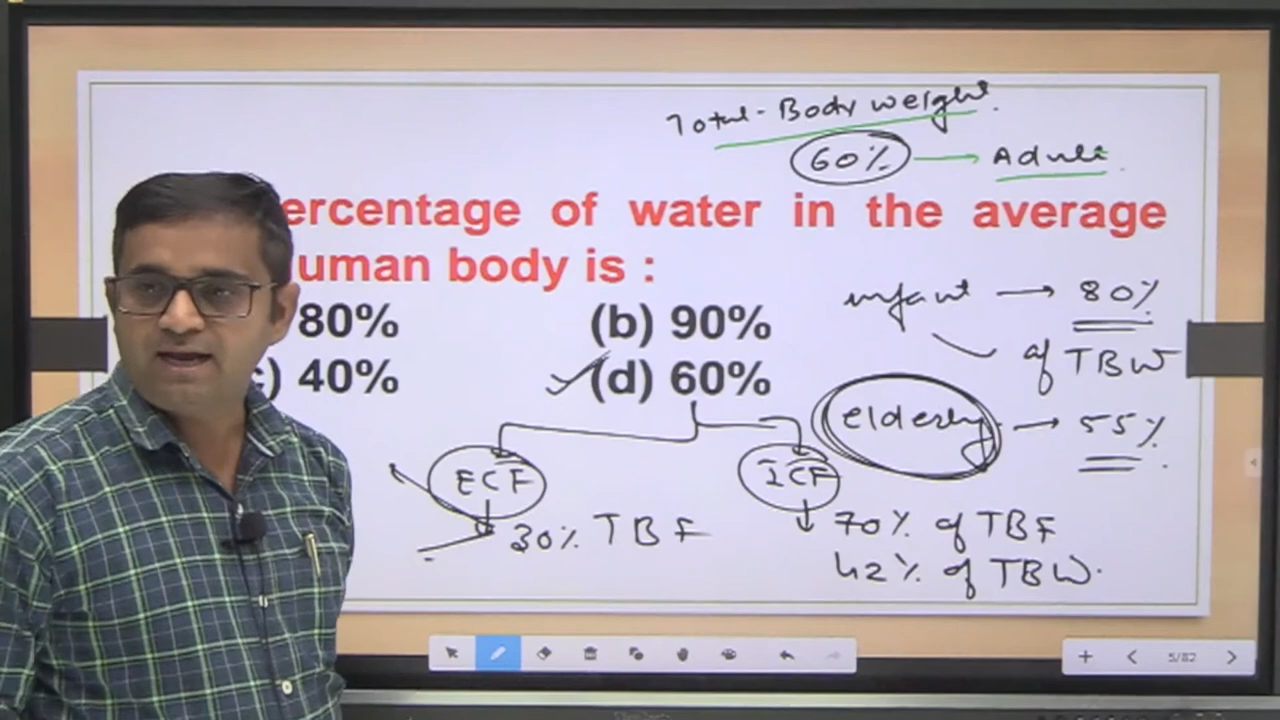 Total-Body weight.
60% → Adult.
ercentage of water in the average
uman body is :
80% (b) 90%
) 40% (d) 60%
infant → 80%
of TBW
elderly → 55%.
ECF ICF
30% TBF
70% of TBF
42% of TBW.
5/82